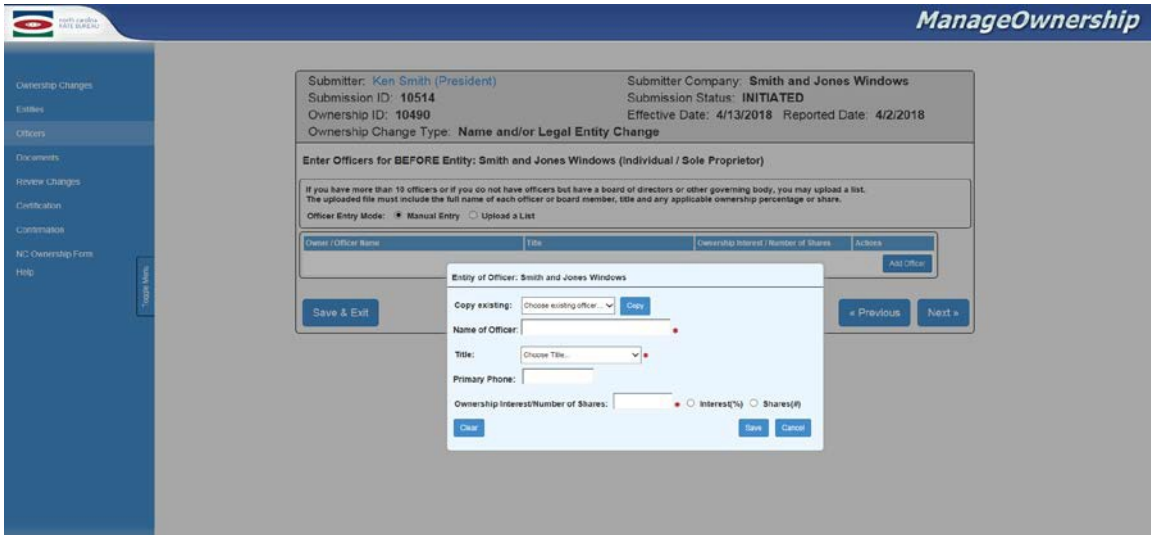 north carolina
RATE BUREAU
ManageOwnership
Ownership Changes
Entities
Officers
Documents
Review Changes
Certification
Confirmation
NC Ownership Form
Help
Toggle Menu
Submitter: Ken Smith (President) Submitter Company: Smith and Jones Windows
Submission ID: 10514 Submission Status: INITIATED
Ownership ID: 10490 Effective Date: 4/13/2018 Reported Date: 4/2/2018
Ownership Change Type: Name and/or Legal Entity Change
Enter Officers for BEFORE Entity: Smith and Jones Windows (Individual / Sole Proprietor)
If you have more than 10 officers or if you do not have officers but have a board of directors or other governing body, you may upload a list.
The uploaded file must include the full name of each officer or board member, title and any applicable ownership percentage or share.
Officer Entry Mode: Manual Entry Upload a List
Owner / Officer Name Title Ownership Interest / Number of Shares Actions
Add Officer
Entity of Officer: Smith and Jones Windows
Copy existing: Choose existing officer... Copy
Name of Officer: *
Title: Choose Title... *
Primary Phone:
Ownership Interest/Number of Shares: * Interest(%) Shares(#)
Clear Save Cancel
Save & Exit « Previous Next »